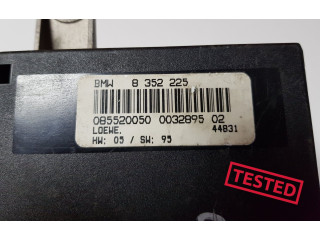 BMW 8 352 225
085520050 0032895 02
LOEWE. 44831
HW: 05 / SW: 95
TESTED